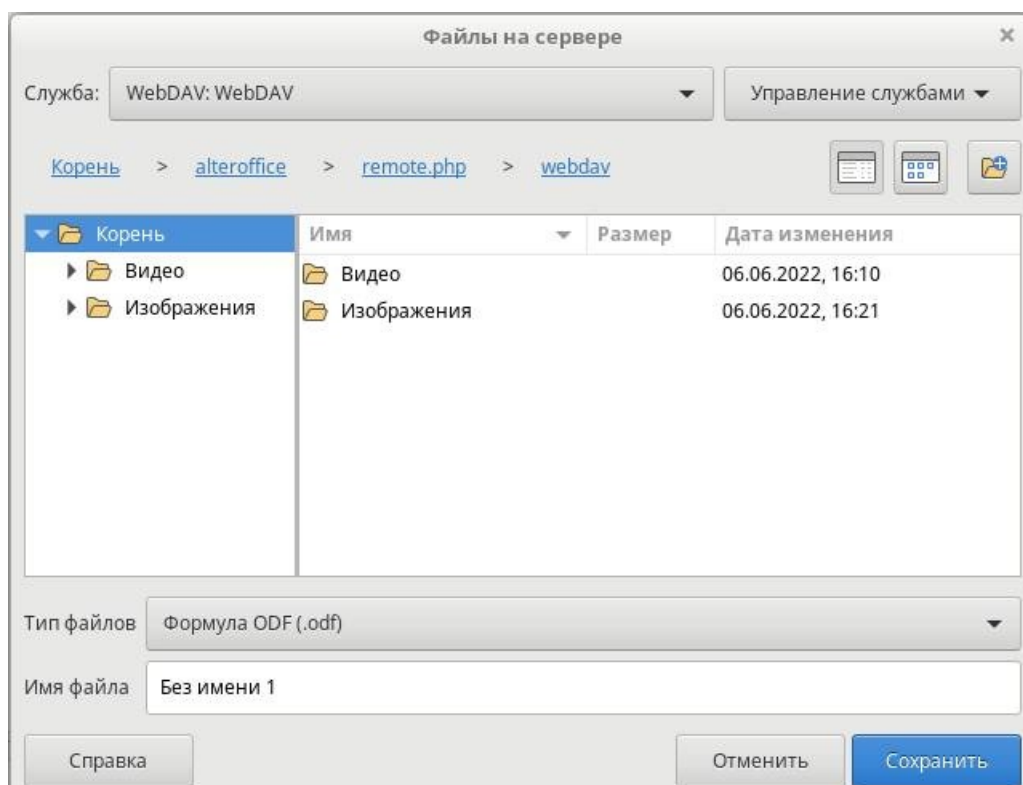 Файлы на сервере
Служба: WebDAV: WebDAV Управление службами
Корень > alteroffice > remote.php > webdav
Корень Имя Размер Дата изменения
Видео Видео 06.06.2022, 16:10
Изображения Изображения 06.06.2022, 16:21
Тип файлов Формула ODF (.odf)
Имя файла Без имени 1
Справка Отменить Сохранить